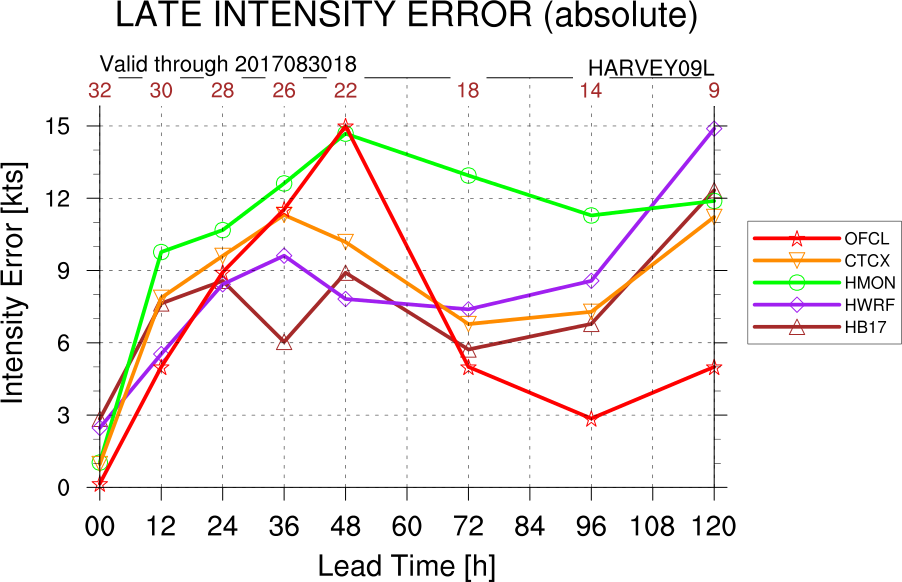 LATE INTENSITY ERROR (absolute)
Valid through 2017083018
HARVEY09L
32 30 28 26 22 18 14 9
15
12
9
6
3
0
Intensity Error [kts]
00 12 24 36 48 60 72 84 96 108 120
Lead Time [h]
OFCL
CTCX
HMON
HWRF
HB17